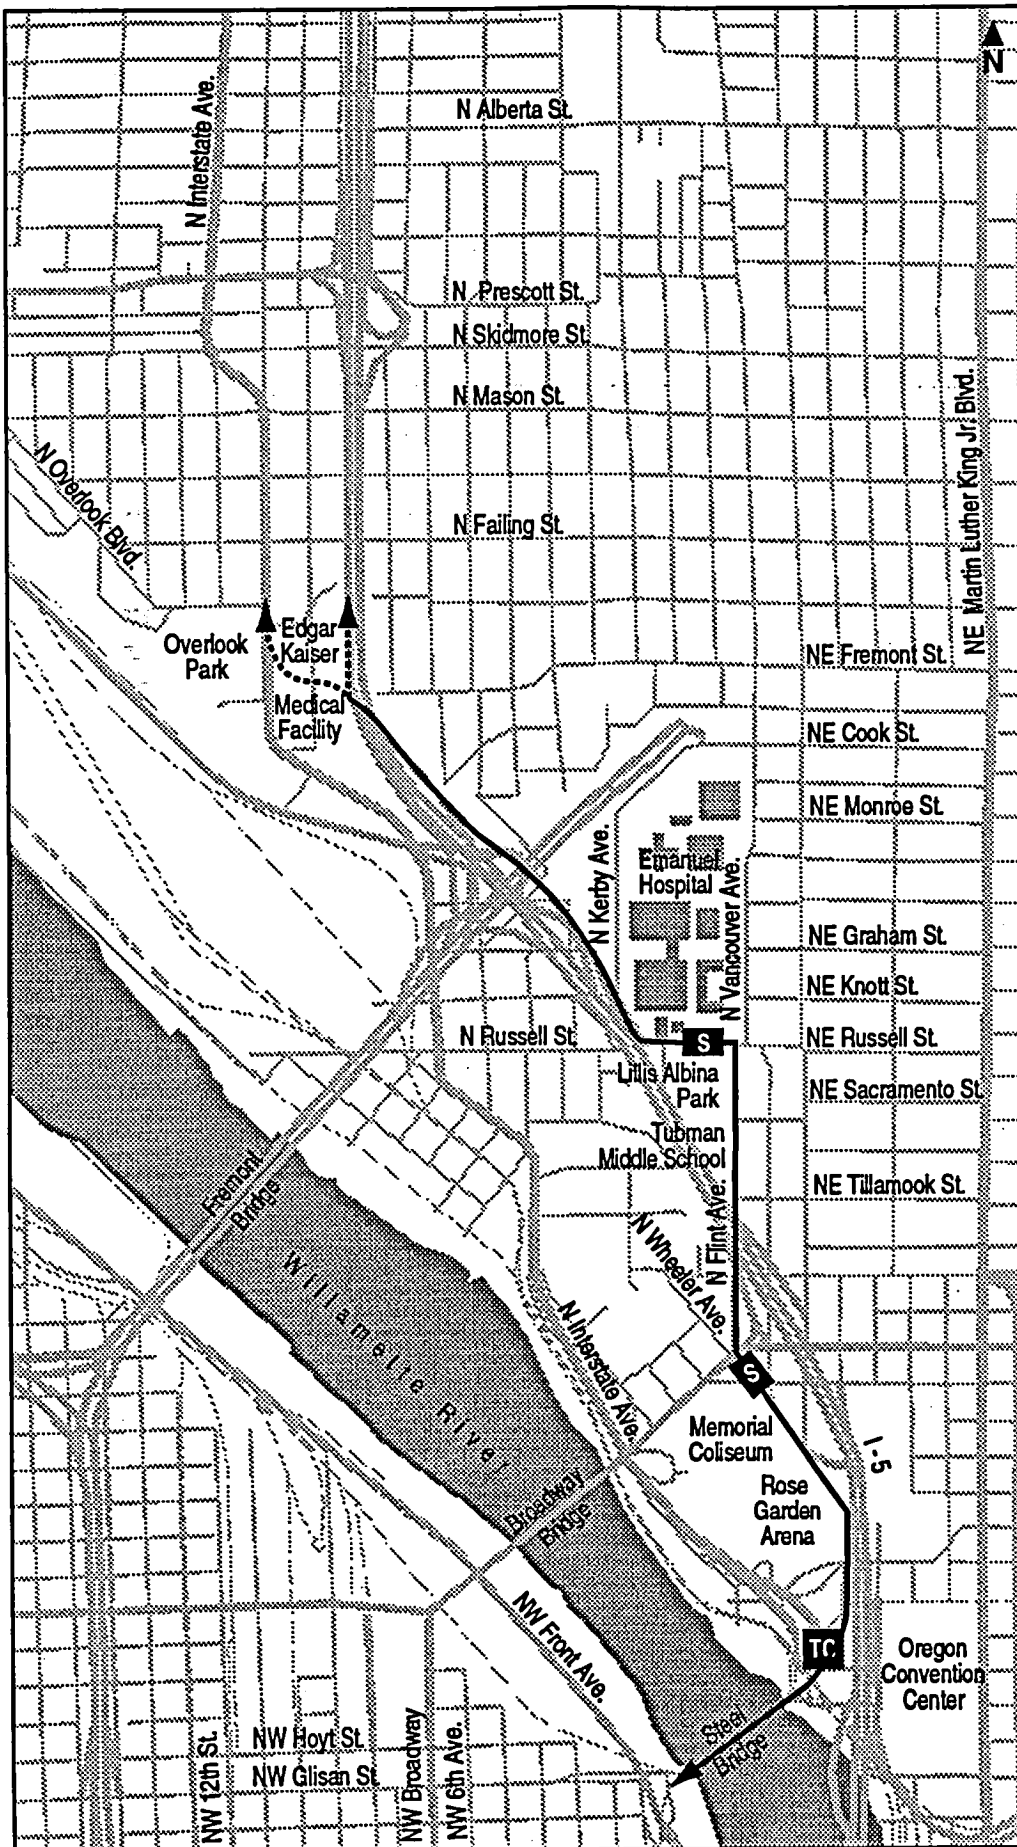 N
N Alberta St.
N Interstate Ave.
N Prescott St.
N Skidmore St.
N Mason St.
NE Martin Luther King Jr. Blvd.
N Overlook Blvd.
N Failing St.
Overlook
Park
Edgar
Kaiser
Medical
Facility
NE Fremont St.
NE Cook St.
NE Monroe St.
N Kerby Ave.
Emanuel
Hospital
N Vancouver Ave.
NE Graham St.
NE Knott St.
N Russell St.
S
NE Russell St.
Lillis Albina
Park
NE Sacramento St.
Tubman
Middle School
NE Tillamook St.
Fremont
Bridge
N Flint Ave.
N Wheeler Ave.
Willamette River
N Interstate Ave.
S
Memorial
Coliseum
I-5
Rose
Garden
Arena
Broadway
Bridge
NW Front Ave.
TC
Oregon
Convention
Center
Steel
Bridge
NW Hoyt St.
NW Glisan St.
NW 12th St.
NW Broadway
NW 6th Ave.